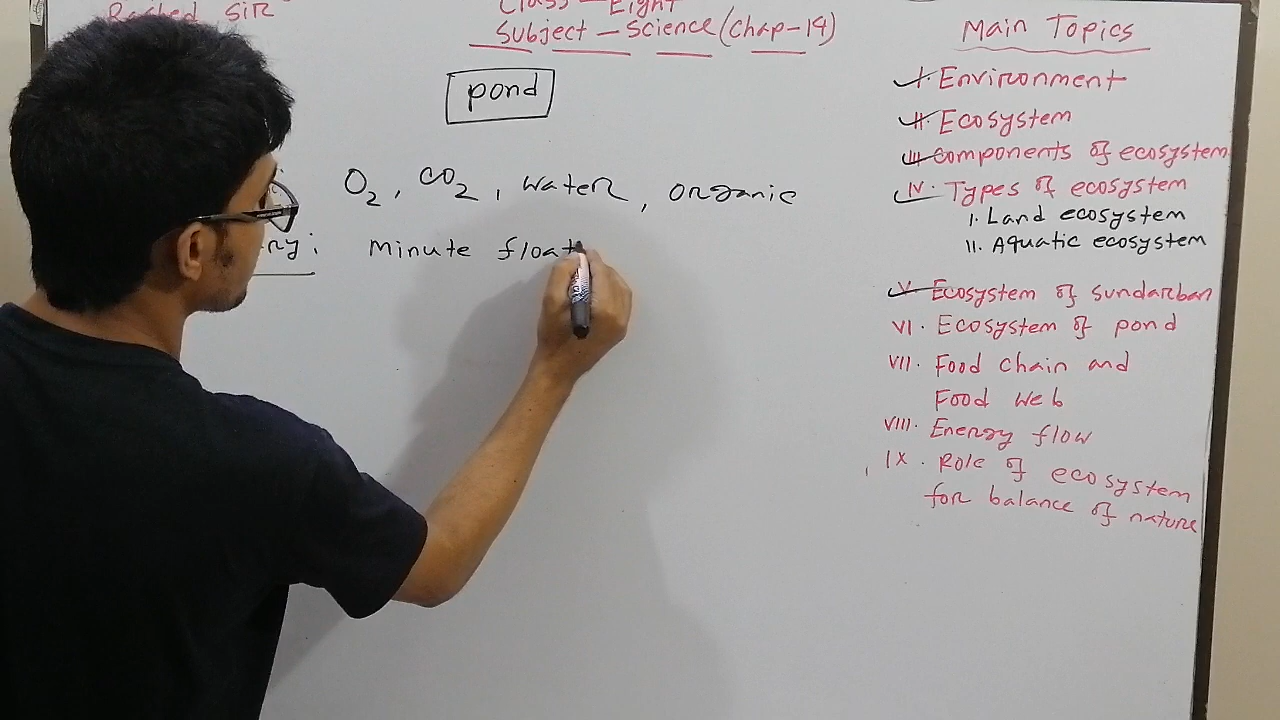 Rashed SIR
Class - Eight
Subject - Science (Chap-14)
pond
O2, CO2, water, organic
ny: Minute float
Main Topics
I. Environment
II. Ecosystem
III. Components of ecosystem
IV. Types of ecosystem
I. Land ecosystem
II. Aquatic ecosystem
V. Ecosystem of sundarban
VI. Ecosystem of pond
VII. Food chain and
Food web
VIII. Energy flow
IX. Role of ecosystem
for balance of nature